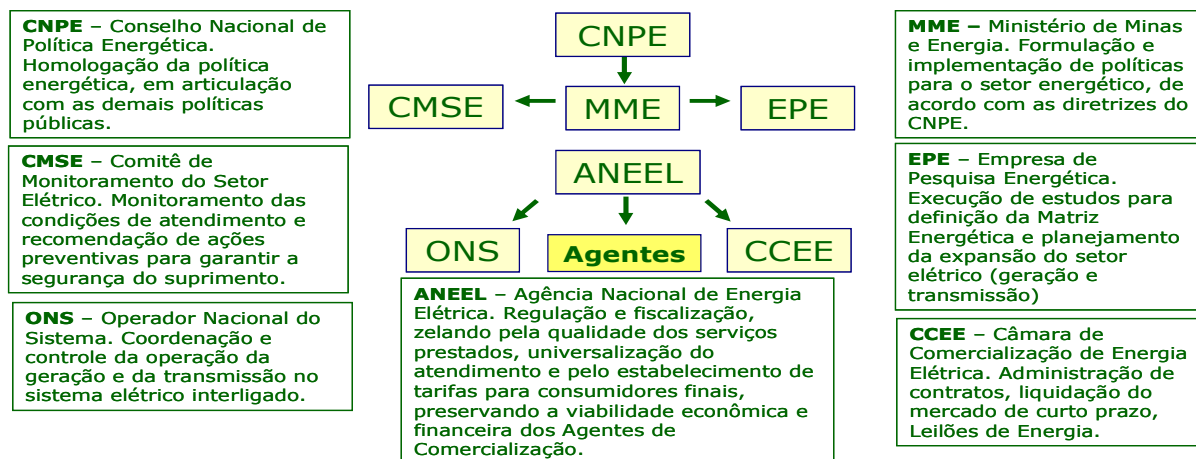 CNPE – Conselho Nacional de
Política Energética.
Homologação da política
energética, em articulação
com as demais políticas
públicas.
CMSE – Comitê de
Monitoramento do Setor
Elétrico. Monitoramento das
condições de atendimento e
recomendação de ações
preventivas para garantir a
segurança do suprimento.
ONS – Operador Nacional do
Sistema. Coordenação e
controle da operação da
geração e da transmissão no
sistema elétrico interligado.
CNPE
CMSE
MME
EPE
ANEEL
ONS
Agentes
CCEE
ANEEL – Agência Nacional de Energia
Elétrica. Regulação e fiscalização,
zelando pela qualidade dos serviços
prestados, universalização do
atendimento e pelo estabelecimento de
tarifas para consumidores finais,
preservando a viabilidade econômica e
financeira dos Agentes de
Comercialização.
MME – Ministério de Minas
e Energia. Formulação e
implementação de políticas
para o setor energético, de
acordo com as diretrizes do
CNPE.
EPE – Empresa de
Pesquisa Energética.
Execução de estudos para
definição da Matriz
Energética e planejamento
da expansão do setor
elétrico (geração e
transmissão)
CCEE – Câmara de
Comercialização de Energia
Elétrica. Administração de
contratos, liquidação do
mercado de curto prazo,
Leilões de Energia.